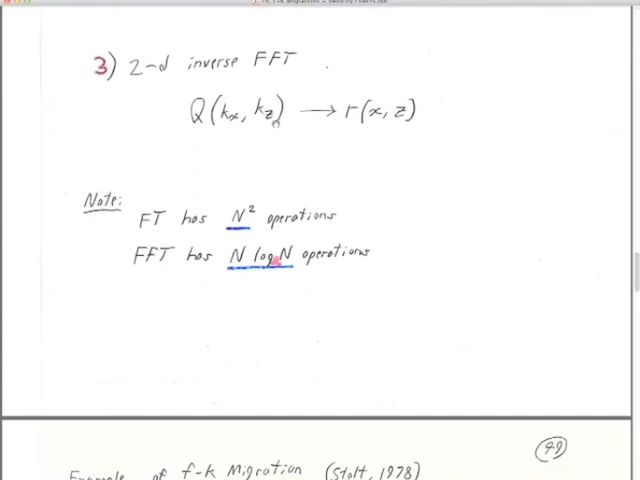 3) 2-d inverse FFT
Q(kx, kz) → r(x, z)
Note:
FT has N² operations
FFT has N log N operations
49
Example of f-k Migration (Stolt, 1978)